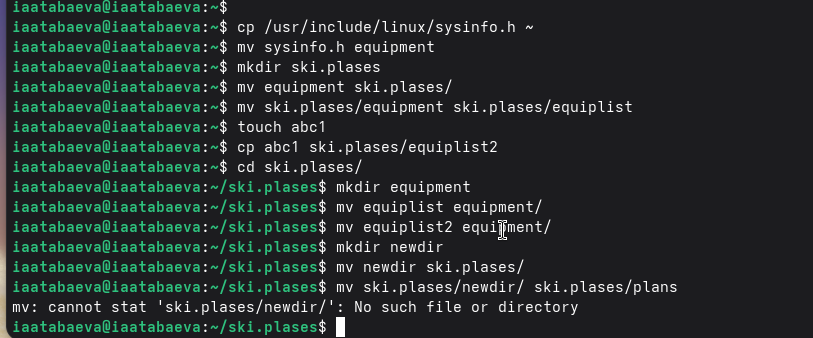 iaatabaeva@iaatabaeva:~$
iaatabaeva@iaatabaeva:~$ cp /usr/include/linux/sysinfo.h ~
iaatabaeva@iaatabaeva:~$ mv sysinfo.h equipment
iaatabaeva@iaatabaeva:~$ mkdir ski.plases
iaatabaeva@iaatabaeva:~$ mv equipment ski.plases/
iaatabaeva@iaatabaeva:~$ mv ski.plases/equipment ski.plases/equiplist
iaatabaeva@iaatabaeva:~$ touch abc1
iaatabaeva@iaatabaeva:~$ cp abc1 ski.plases/equiplist2
iaatabaeva@iaatabaeva:~$ cd ski.plases/
iaatabaeva@iaatabaeva:~/ski.plases$ mkdir equipment
iaatabaeva@iaatabaeva:~/ski.plases$ mv equiplist equipment/
iaatabaeva@iaatabaeva:~/ski.plases$ mv equiplist2 equipment/
iaatabaeva@iaatabaeva:~/ski.plases$ mkdir newdir
iaatabaeva@iaatabaeva:~/ski.plases$ mv newdir ski.plases/
iaatabaeva@iaatabaeva:~/ski.plases$ mv ski.plases/newdir/ ski.plases/plans
mv: cannot stat 'ski.plases/newdir/': No such file or directory
iaatabaeva@iaatabaeva:~/ski.plases$